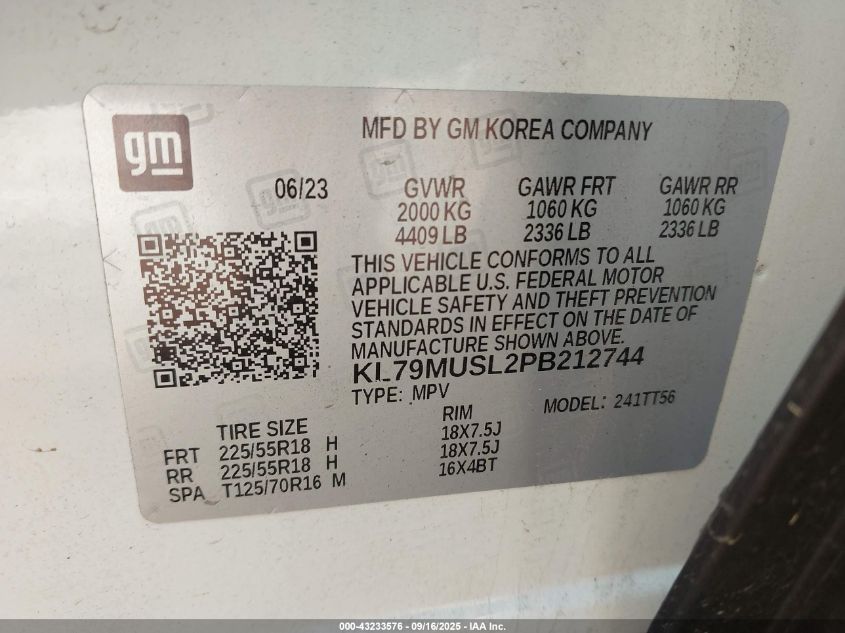 gm
MFD BY GM KOREA COMPANY
06/23
GVWR GAWR FRT GAWR RR
2000 KG 1060 KG 1060 KG
4409 LB 2336 LB 2336 LB
THIS VEHICLE CONFORMS TO ALL
APPLICABLE U.S. FEDERAL MOTOR
VEHICLE SAFETY AND THEFT PREVENTION
STANDARDS IN EFFECT ON THE DATE OF
MANUFACTURE SHOWN ABOVE.
KL79MUSL2PB212744
TYPE: MPV MODEL: 241TT56
TIRE SIZE RIM
FRT 225/55R18 H 18X7.5J
RR 225/55R18 H 18X7.5J
SPA T125/70R16 M 16X4BT
000-43233576 - 09/16/2025 - IAA Inc.